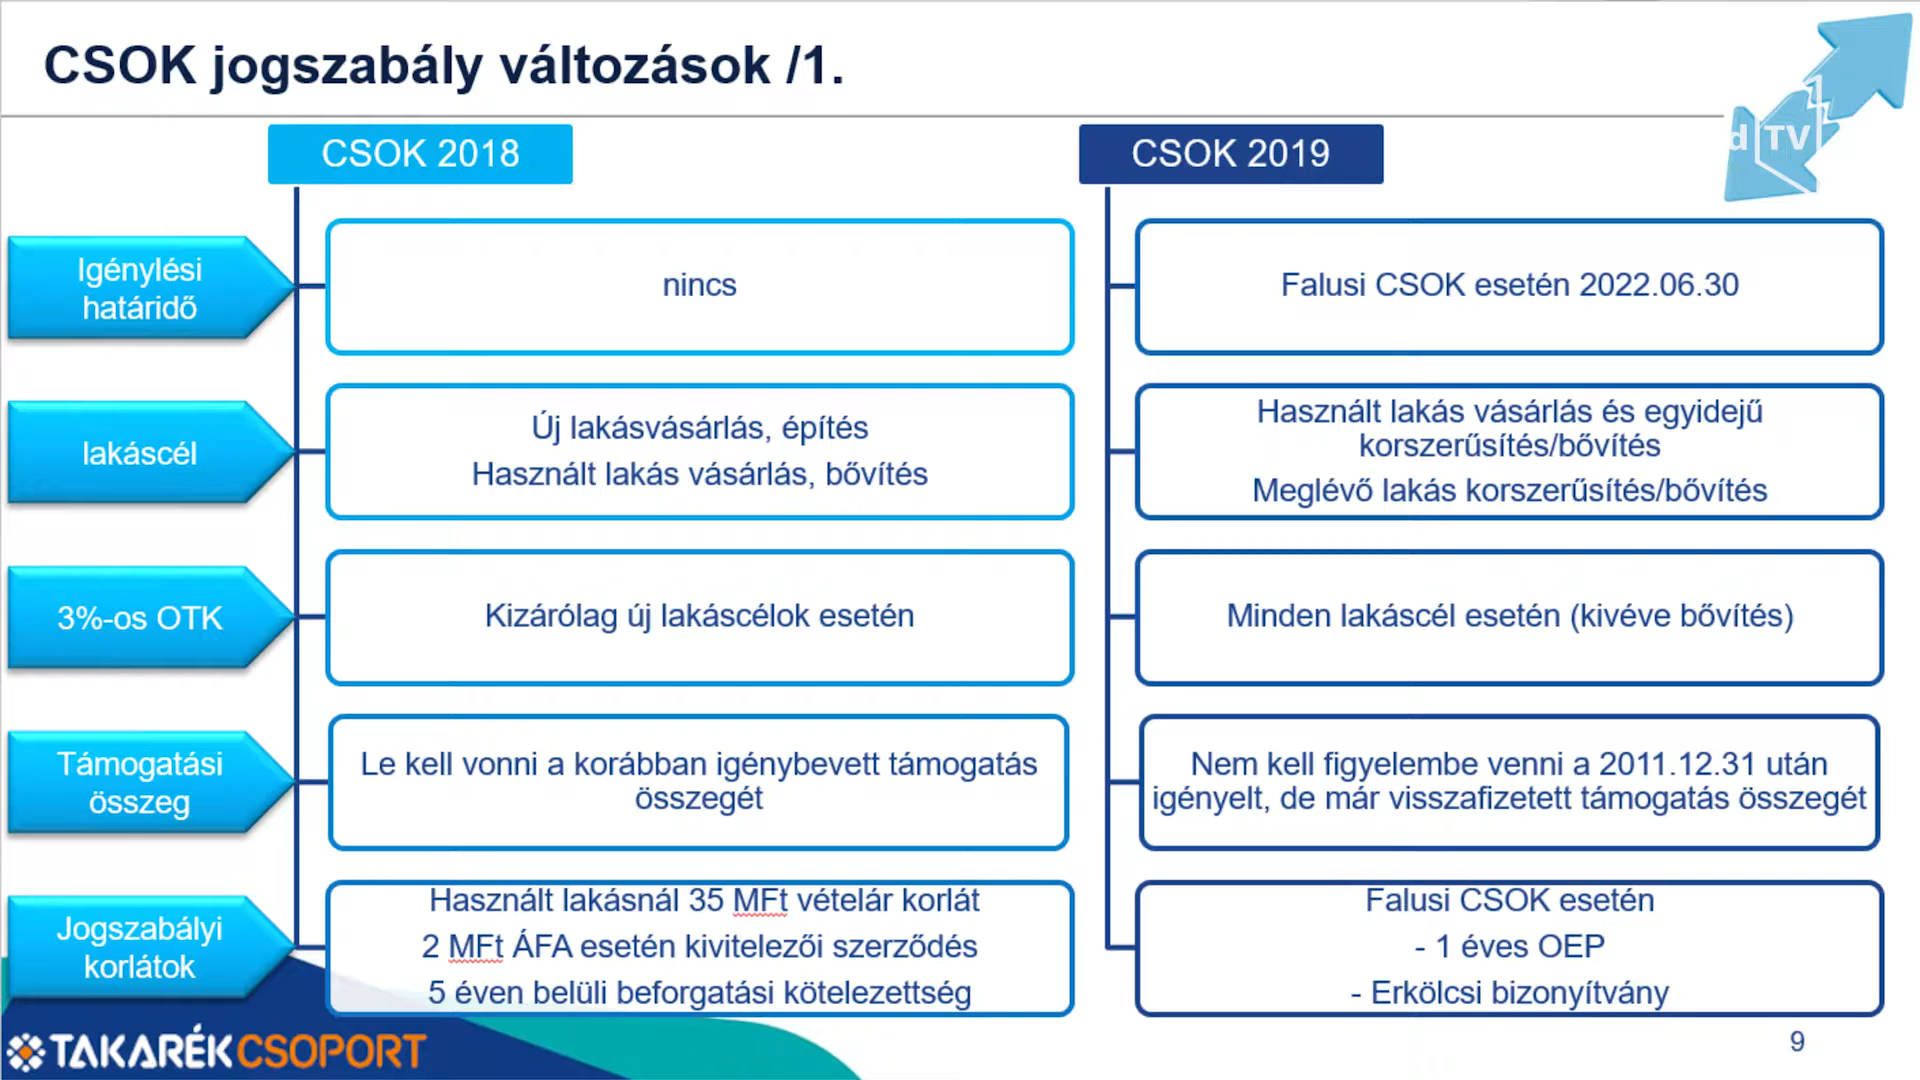 CSOK jogszabály változások /1.
d TV
CSOK 2018
CSOK 2019
Igénylési
határidő
nincs
Falusi CSOK esetén 2022.06.30
lakáscél
Új lakásvásárlás, építés
Használt lakás vásárlás, bővítés
Használt lakás vásárlás és egyidejű
korszerűsítés/bővítés
Meglévő lakás korszerűsítés/bővítés
3%-os OTK
Kizárólag új lakáscélok esetén
Minden lakáscél esetén (kivéve bővítés)
Támogatási
összeg
Le kell vonni a korábban igénybevett támogatás
összegét
Nem kell figyelembe venni a 2011.12.31 után
igényelt, de már visszafizetett támogatás összegét
Jogszabályi
korlátok
Használt lakásnál 35 MFt vételár korlát
2 MFt ÁFA esetén kivitelezői szerződés
5 éven belüli beforgatási kötelezettség
Falusi CSOK esetén
- 1 éves OEP
- Erkölcsi bizonyítvány
TAKARÉKCSOPORT
9